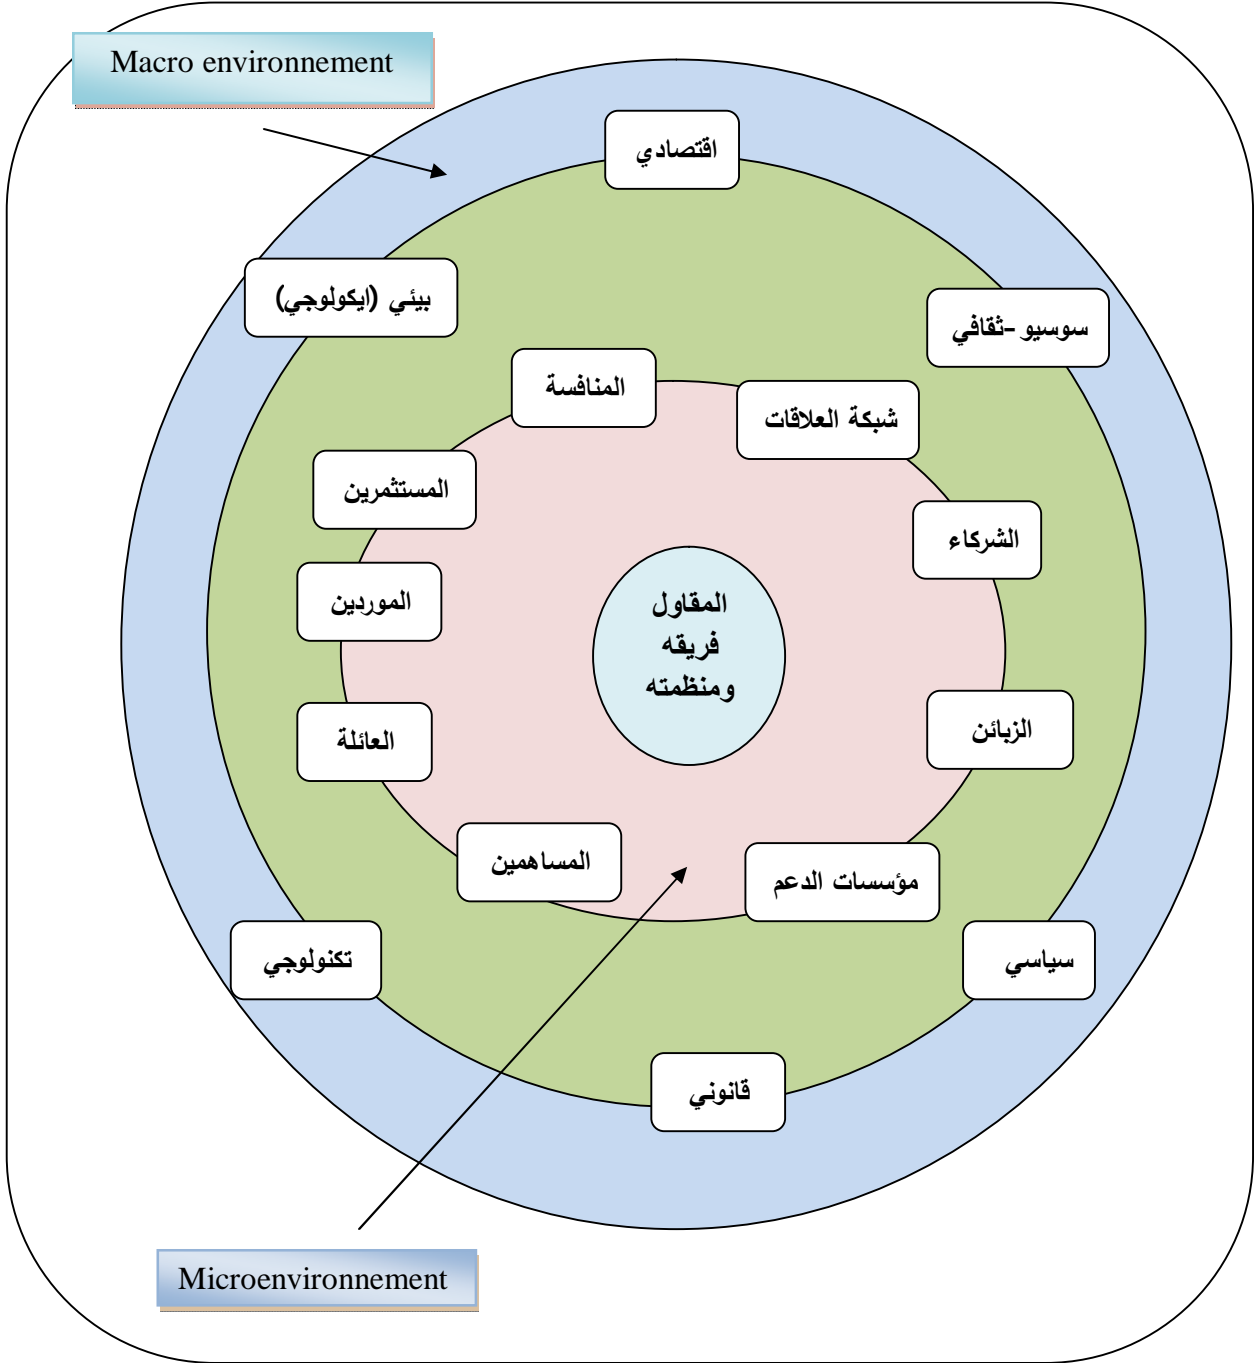 Macro environnement
اقتصادي
بيئي (ايكولوجي)
سوسيو -ثقافي
المنافسة
شبكة العلاقات
المستثمرين
الشركاء
الموردين
المقاول
فريقه
ومنظمته
العائلة
الزبائن
المساهمين
مؤسسات الدعم
تكنولوجي
سياسي
قانوني
Microenvironnement